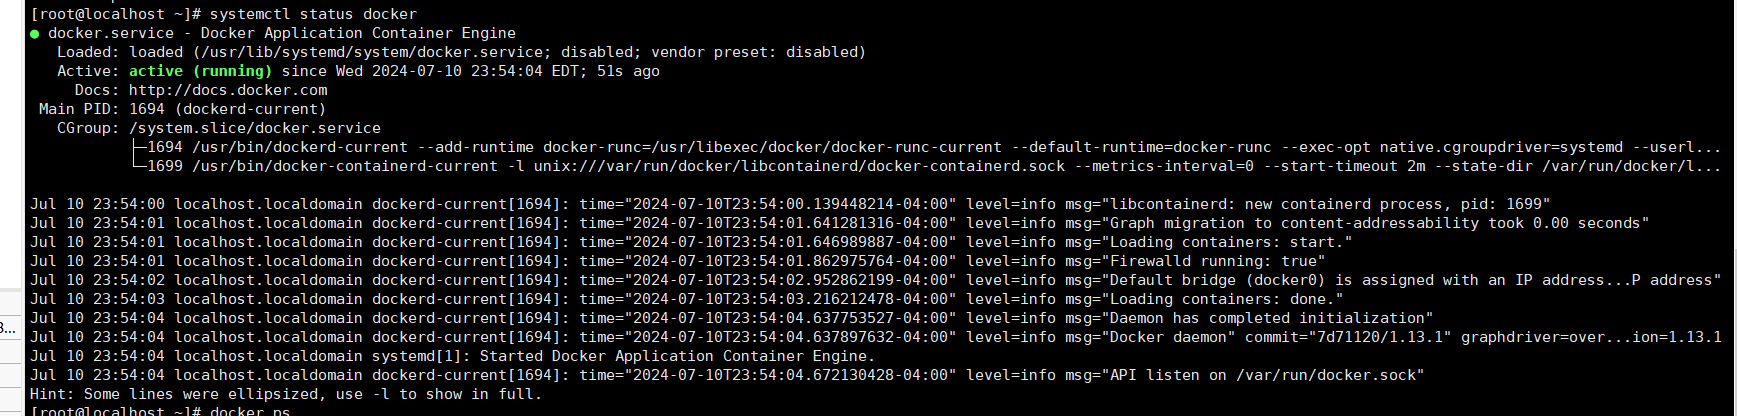 [root@localhost ~]# systemctl status docker
● docker.service - Docker Application Container Engine
   Loaded: loaded (/usr/lib/systemd/system/docker.service; disabled; vendor preset: disabled)
   Active: active (running) since Wed 2024-07-10 23:54:04 EDT; 51s ago
     Docs: http://docs.docker.com
 Main PID: 1694 (dockerd-current)
   CGroup: /system.slice/docker.service
           ├─1694 /usr/bin/dockerd-current --add-runtime docker-runc=/usr/libexec/docker/docker-runc-current --default-runtime=docker-runc --exec-opt native.cgroupdriver=systemd --userl...
           └─1699 /usr/bin/docker-containerd-current -l unix:///var/run/docker/libcontainerd/docker-containerd.sock --metrics-interval=0 --start-timeout 2m --state-dir /var/run/docker/l...
Jul 10 23:54:00 localhost.localdomain dockerd-current[1694]: time="2024-07-10T23:54:00.139448214-04:00" level=info msg="libcontainerd: new containerd process, pid: 1699"
Jul 10 23:54:01 localhost.localdomain dockerd-current[1694]: time="2024-07-10T23:54:01.641281316-04:00" level=info msg="Graph migration to content-addressability took 0.00 seconds"
Jul 10 23:54:01 localhost.localdomain dockerd-current[1694]: time="2024-07-10T23:54:01.646989887-04:00" level=info msg="Loading containers: start."
Jul 10 23:54:01 localhost.localdomain dockerd-current[1694]: time="2024-07-10T23:54:01.862975764-04:00" level=info msg="Firewalld running: true"
Jul 10 23:54:02 localhost.localdomain dockerd-current[1694]: time="2024-07-10T23:54:02.952862199-04:00" level=info msg="Default bridge (docker0) is assigned with an IP address...P address"
Jul 10 23:54:03 localhost.localdomain dockerd-current[1694]: time="2024-07-10T23:54:03.216212478-04:00" level=info msg="Loading containers: done."
Jul 10 23:54:04 localhost.localdomain dockerd-current[1694]: time="2024-07-10T23:54:04.637753527-04:00" level=info msg="Daemon has completed initialization"
Jul 10 23:54:04 localhost.localdomain dockerd-current[1694]: time="2024-07-10T23:54:04.637897632-04:00" level=info msg="Docker daemon" commit="7d71120/1.13.1" graphdriver=over...ion=1.13.1
Jul 10 23:54:04 localhost.localdomain systemd[1]: Started Docker Application Container Engine.
Jul 10 23:54:04 localhost.localdomain dockerd-current[1694]: time="2024-07-10T23:54:04.672130428-04:00" level=info msg="API listen on /var/run/docker.sock"
Hint: Some lines were ellipsized, use -l to show in full.
[root@localhost ~]# docker ps